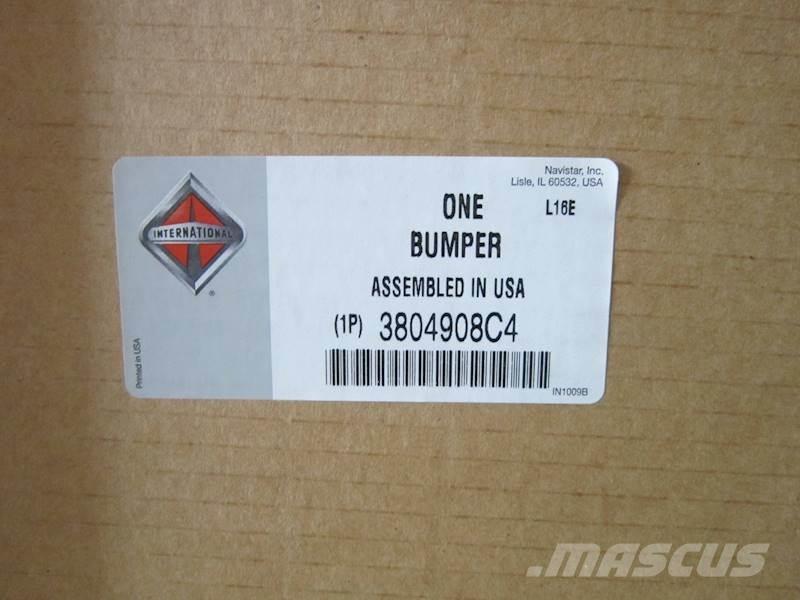 Navistar, Inc.
Lisle, IL 60532, USA
ONE
L16E
BUMPER
INTERNATIONAL
®
ASSEMBLED IN USA
(1P) 3804908C4
Printed in USA
IN1009B
MASCUS